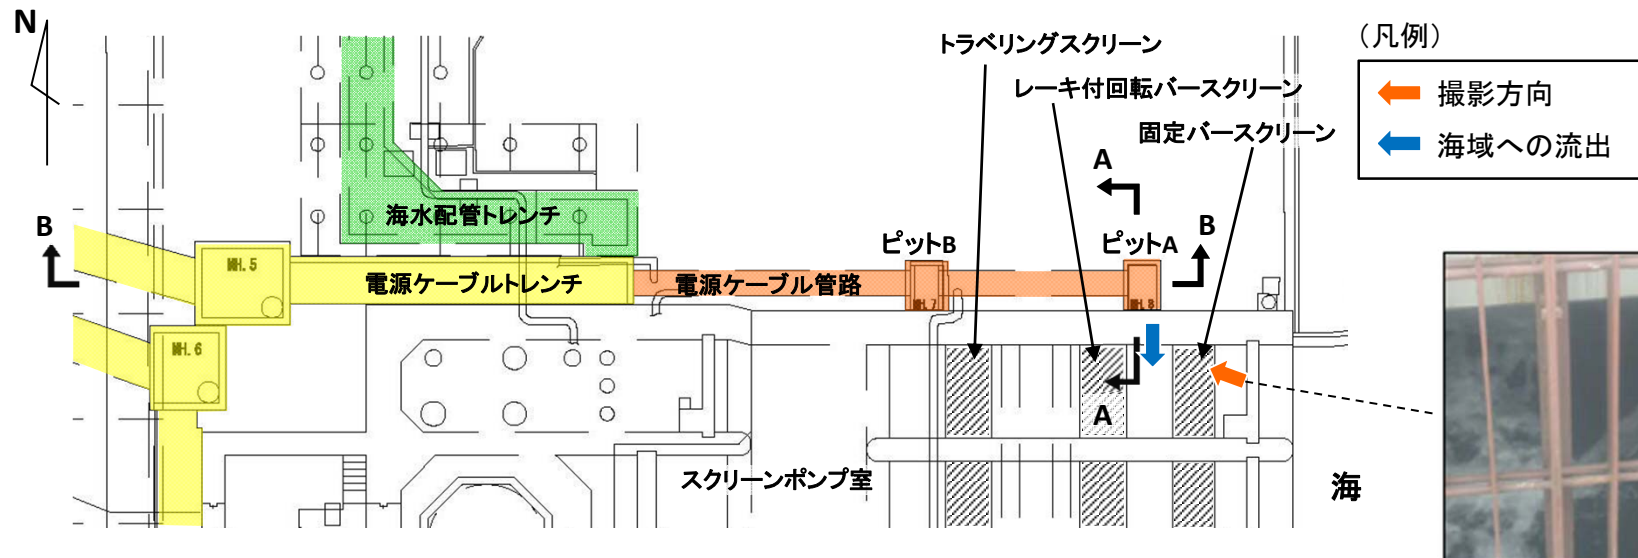 N
トラベリングスクリーン
(凡例)
レーキ付回転バースクリーン
撮影方向
固定バースクリーン
海域への流出
A
海水配管トレンチ
B
ピットB
ピットA
B
MH.5
電源ケーブルトレンチ
電源ケーブル管路
MH.7
MH.8
MH.6
A
スクリーンポンプ室
海